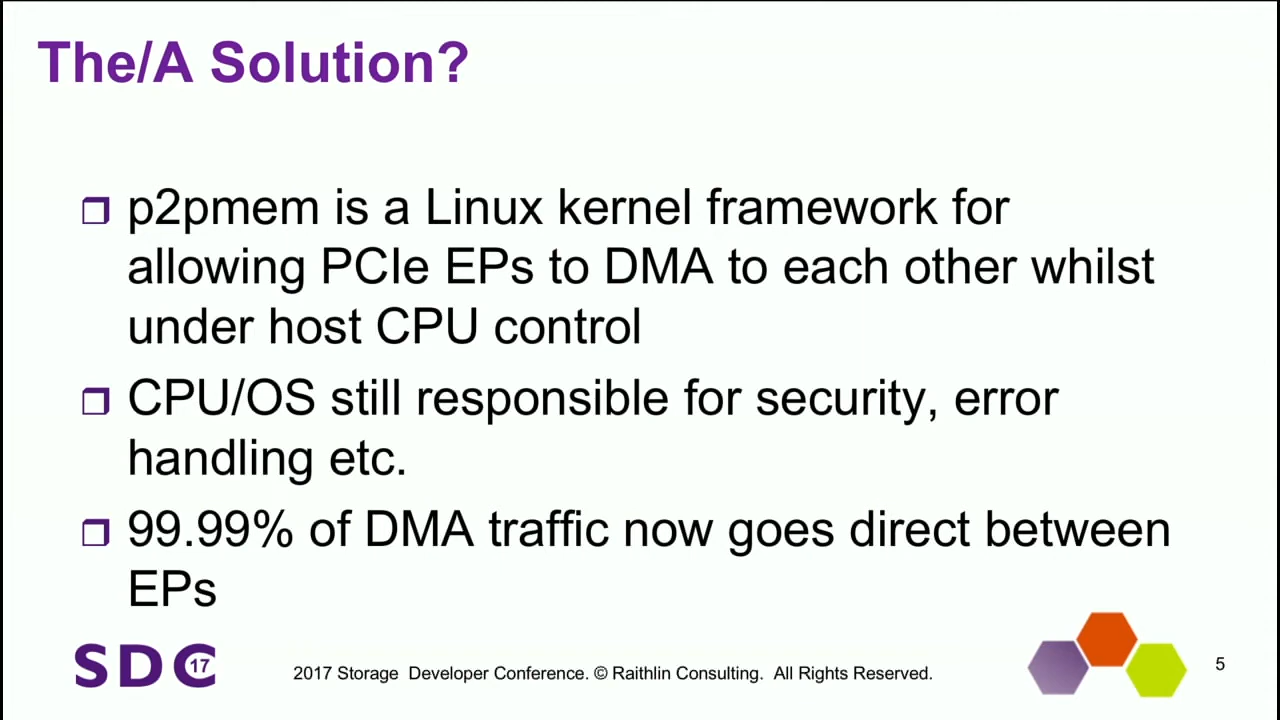 The/A Solution?
p2pmem is a Linux kernel framework for
allowing PCIe EPs to DMA to each other whilst
under host CPU control
CPU/OS still responsible for security, error
handling etc.
99.99% of DMA traffic now goes direct between
EPs
SDC 17
2017 Storage Developer Conference. © Raithlin Consulting. All Rights Reserved.
5